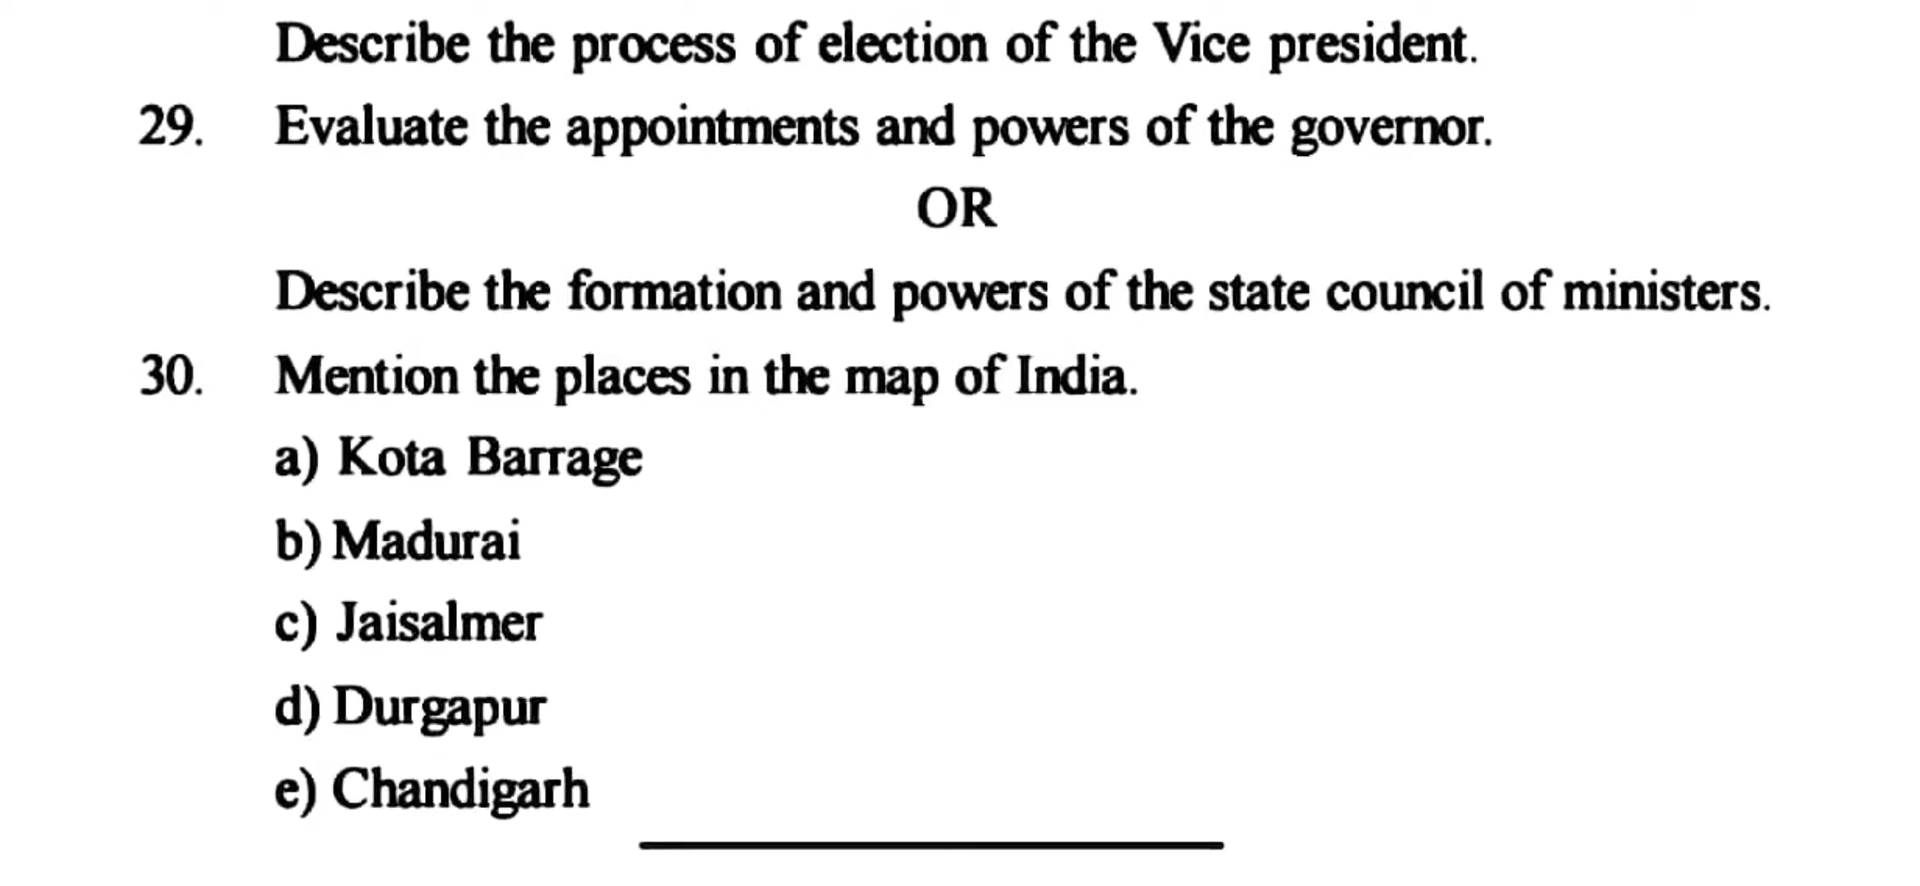 Describe the process of election of the Vice president.
29. Evaluate the appointments and powers of the governor.
OR
Describe the formation and powers of the state council of ministers.
30. Mention the places in the map of India.
a) Kota Barrage
b) Madurai
c) Jaisalmer
d) Durgapur
e) Chandigarh